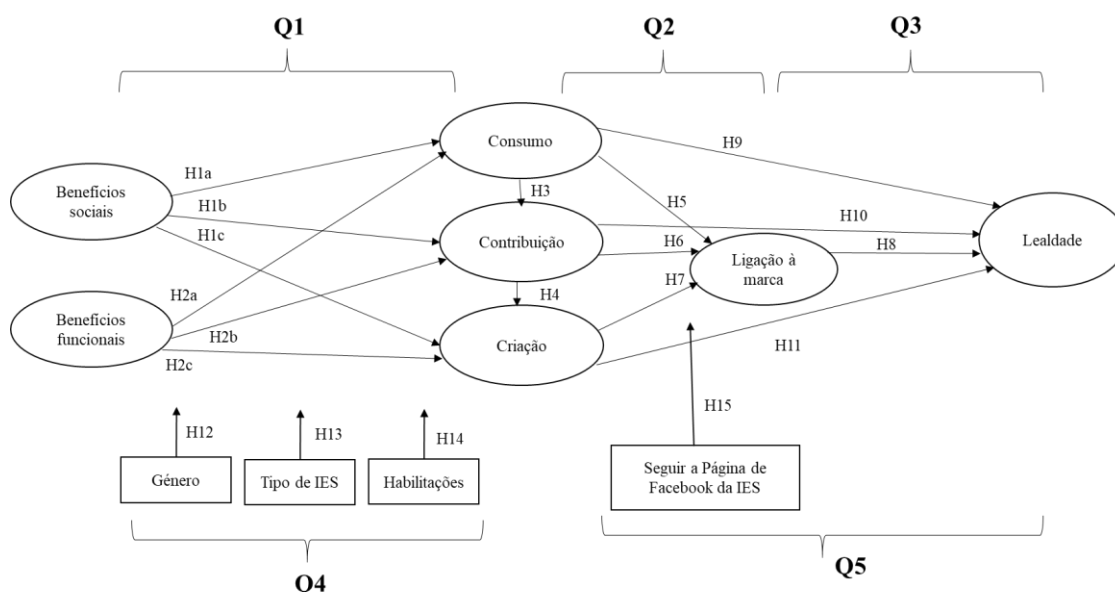 Q1
Q2
Q3
Consumo
H9
H1a
H3
Benefícios
sociais
H1b
H5
H10
H1c
Contribuição
H6
H8
Lealdade
Ligação à
marca
H7
H2a
H4
Benefícios
funcionais
H2b
Criação
H11
H2c
H15
H12
H13
H14
Género
Tipo de IES
Habilitações
Seguir a Página de
Facebook da IES
Q4
Q5